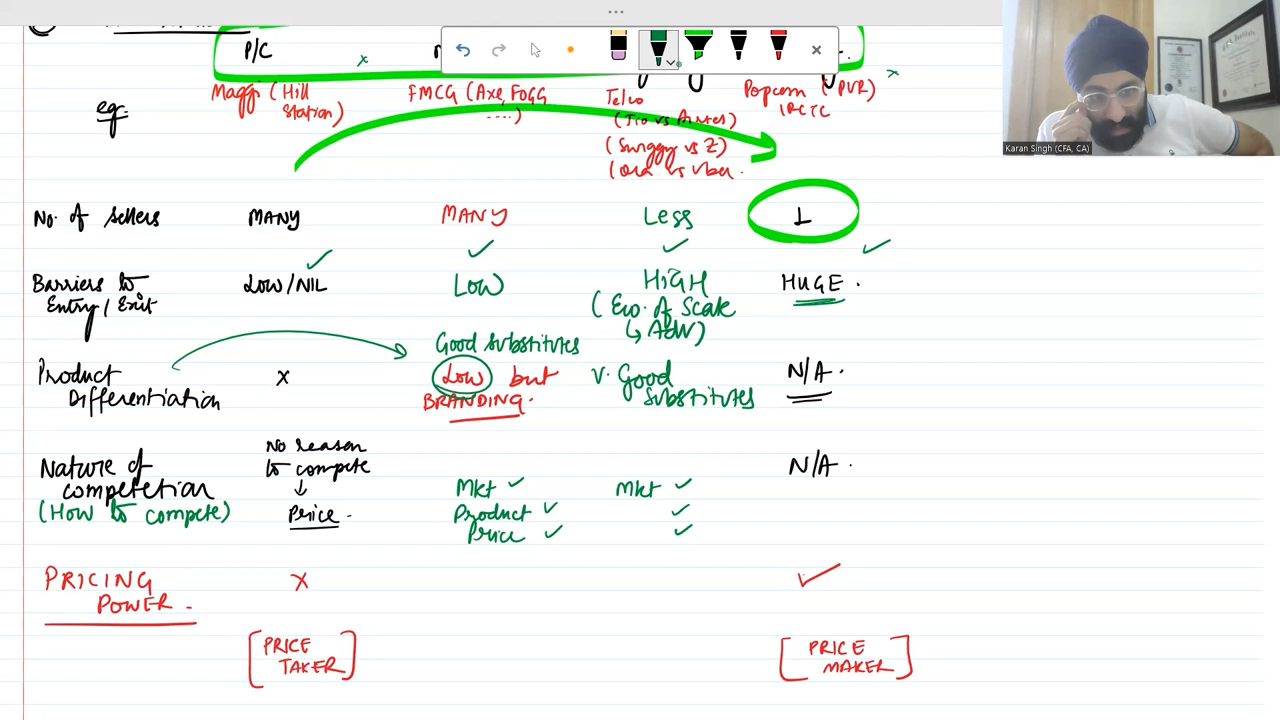 P/C
eg:
Maggi (Hill Station)
FMCG (Axe, FOGG ....)
Telco
(Jio vs Airtel)
(Swiggy vs Z)
(Ola vs Uber.
Popcorn (PVR)
IRCTC
Karan Singh (CFA, CA)
No. of sellers
MANY
MANY
Less
1
Barriers to
Entry/Exit
Low/NIL
Low
HIGH
(Eco. of Scale
↳ Adv)
HUGE.
Product
Differentiation
X
Good substitutes
Low but
BRANDING.
V. Good
Substitutes
N/A.
Nature of
competetion
(How to compete)
No reason
to compete
↓
Price.
Mkt ✓
Product ✓
Price ✓
Mkt ✓
✓
✓
N/A.
PRICING
POWER.
X
✓
[PRICE
TAKER]
[PRICE
MAKER]